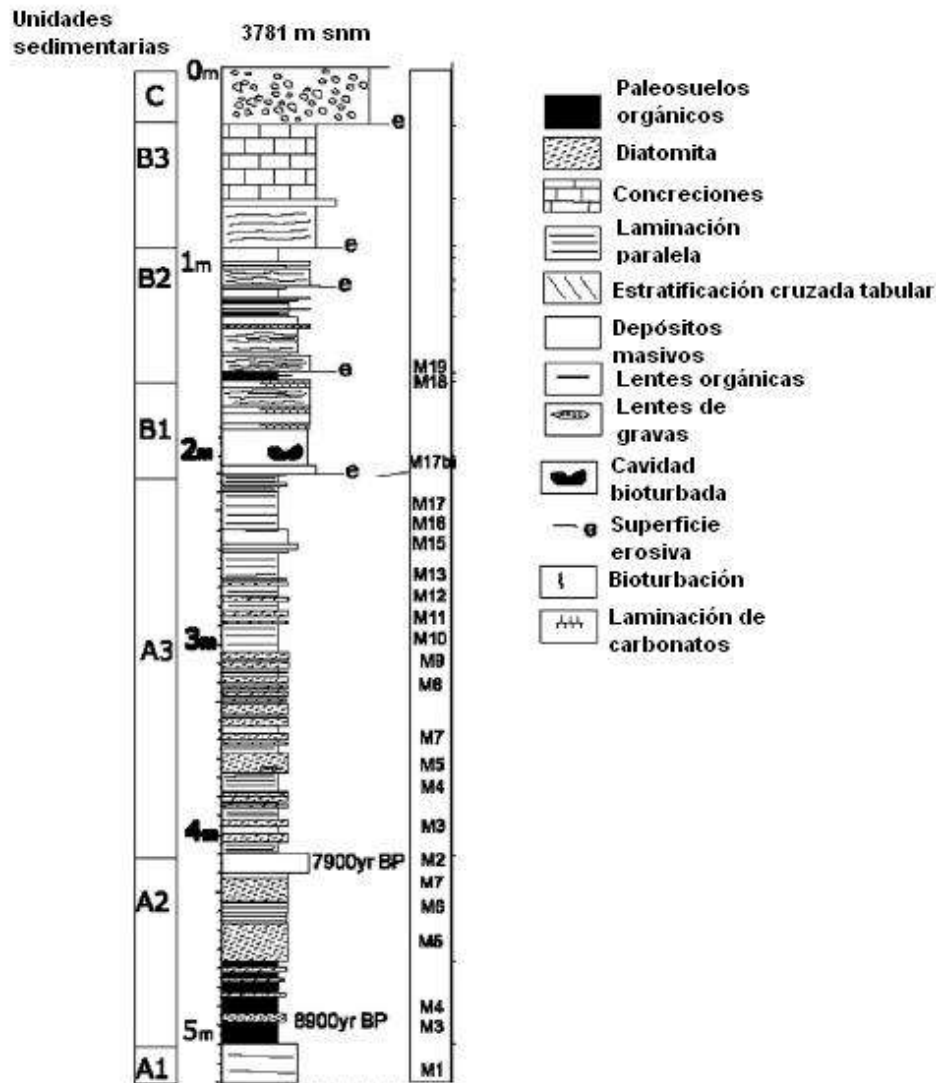 Unidades
sedimentarias
3781 m snm
0m
C
e
B3
e
1m
B2
e
e
M19
M18
B1
2m
e
M17bi
M17
M16
M15
M13
M12
M11
A3
3m
M10
M9
M8
M7
M5
M4
M3
4m
7900yr BP
M2
M7
A2
M6
M5
M4
8900yr BP
5m
M3
A1
M1
Paleosuelos
orgánicos
Diatomita
Concreciones
Laminación
paralela
Estratificación cruzada tabular
Depósitos
masivos
Lentes orgánicas
Lentes de
gravas
Cavidad
bioturbada
e
Superficie
erosiva
Bioturbación
Laminación de
carbonatos